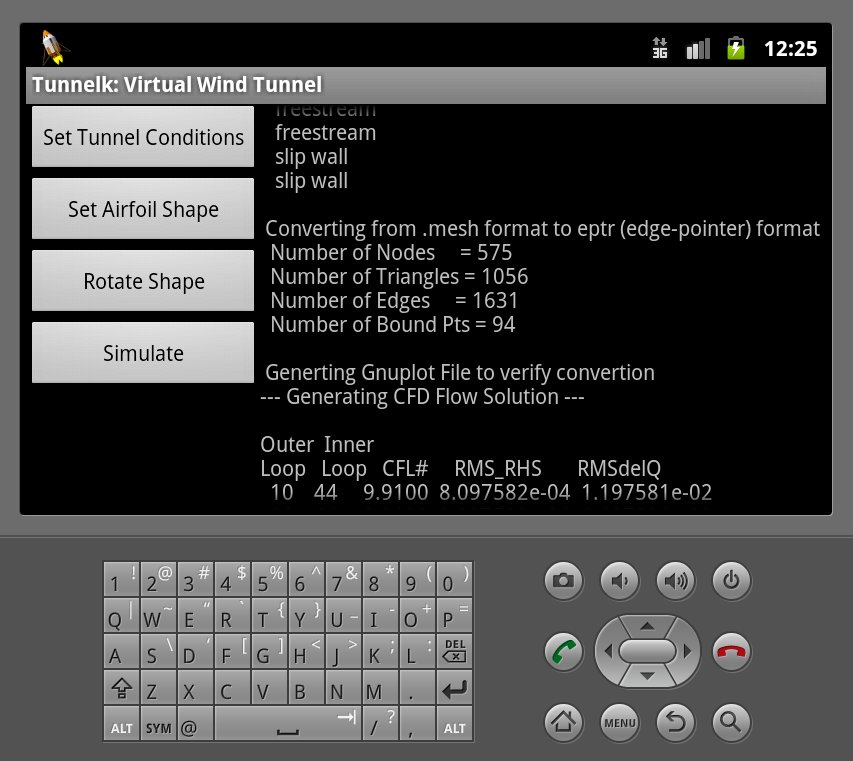 3G 12:25
Tunnelk: Virtual Wind Tunnel
Set Tunnel Conditions
Set Airfoil Shape
Rotate Shape
Simulate
freestream
freestream
slip wall
slip wall
Converting from .mesh format to eptr (edge-pointer) format
Number of Nodes = 575
Number of Triangles = 1056
Number of Edges = 1631
Number of Bound Pts = 94
Generting Gnuplot File to verify convertion
--- Generating CFD Flow Solution ---
Outer Inner
Loop Loop CFL# RMS_RHS RMSdelQ
10 44 9.9100 8.097582e-04 1.197581e-02
1 ! 2 @ 3 # 4 $ 5 % 6 ^ 7 & 8 * 9 ( 0 )
Q | W ~ E " R ` T { Y } U _ I - O + P =
A S \ D ' F [ G ] H < J > K ; L : DEL
Z X C V B N M .
ALT SYM @ / ? , ALT
MENU